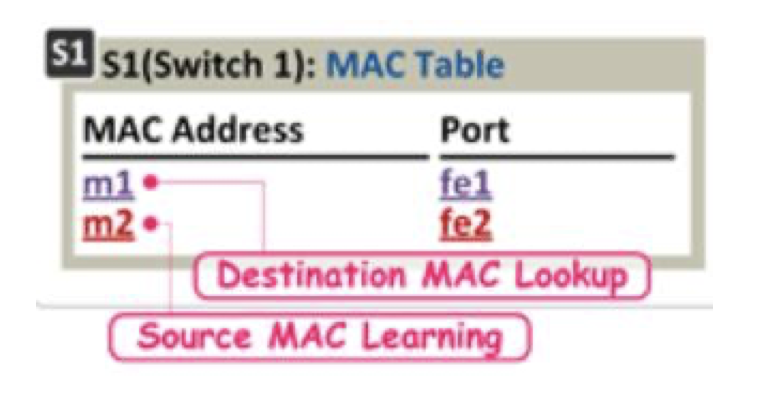 S1 S1(Switch 1): MAC Table
MAC Address Port
m1 fe1
m2 fe2
Destination MAC Lookup
Source MAC Learning